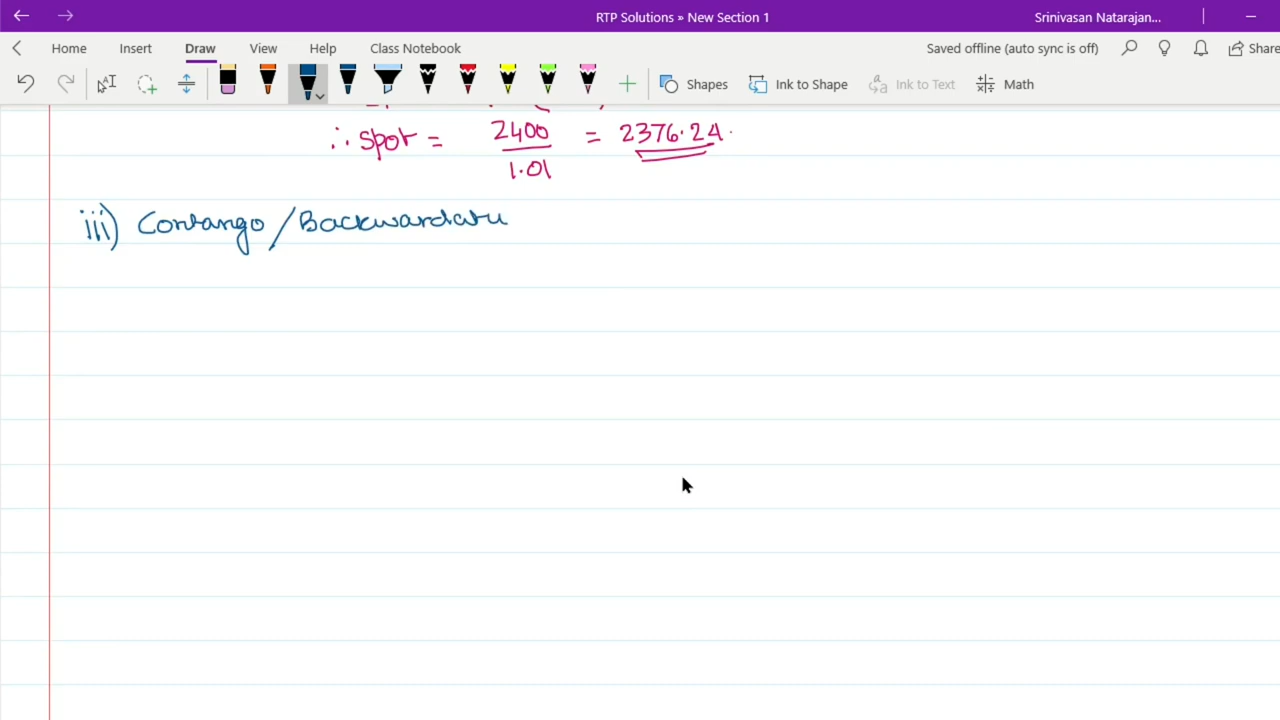 RTP Solutions » New Section 1
Srinivasan Natarajan...
Home Insert Draw View Help Class Notebook
Saved offline (auto sync is off)
Share
Shapes
Ink to Shape
Ink to Text
Math
∴ Spot = 2400 / 1.01 = 2376.24
iii) Contango / Backwardatu